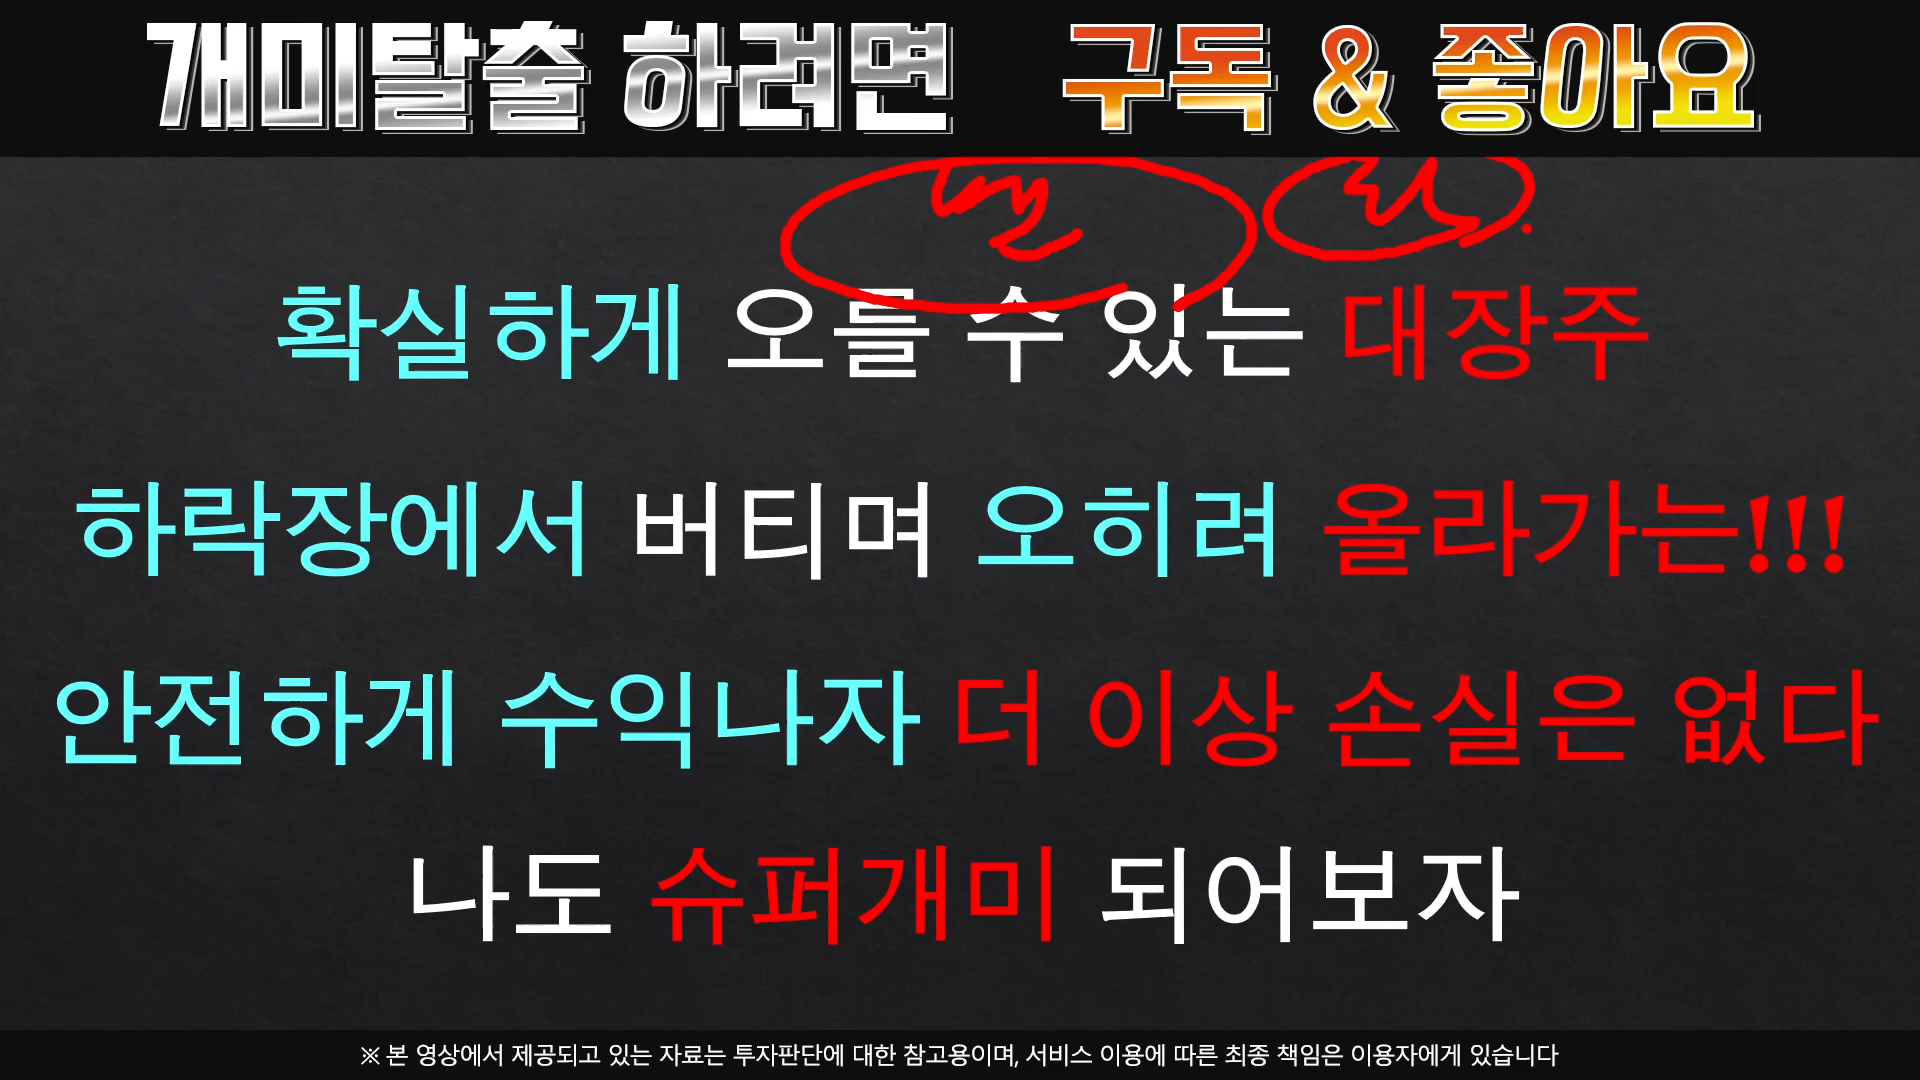 개미탈출 하려면 구독 & 좋아요
확실하게 오를 수 있는 대장주
하락장에서 버티며 오히려 올라가는!!!
안전하게 수익나자 더 이상 손실은 없다
나도 슈퍼개미 되어보자
※ 본 영상에서 제공되고 있는 자료는 투자판단에 대한 참고용이며, 서비스 이용에 따른 최종 책임은 이용자에게 있습니다